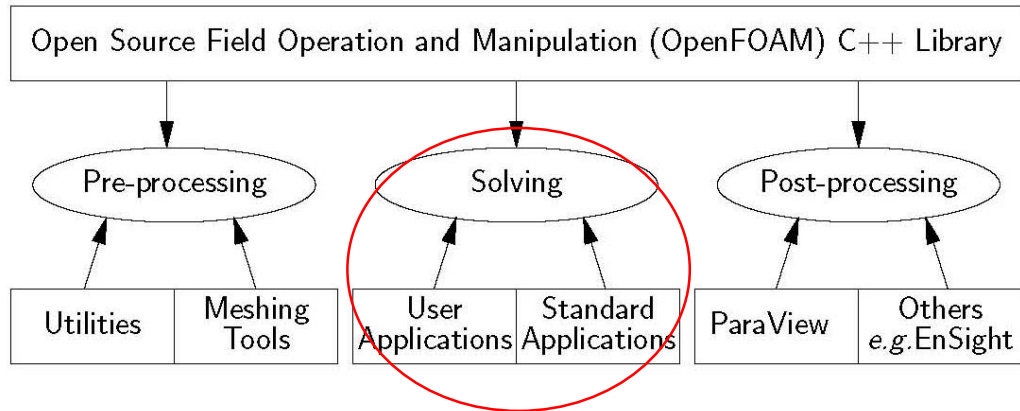 Open Source Field Operation and Manipulation (OpenFOAM) C++ Library
Pre-processing
Solving
Post-processing
Utilities
Meshing
Tools
User
Applications
Standard
Applications
ParaView
Others
e.g.EnSight